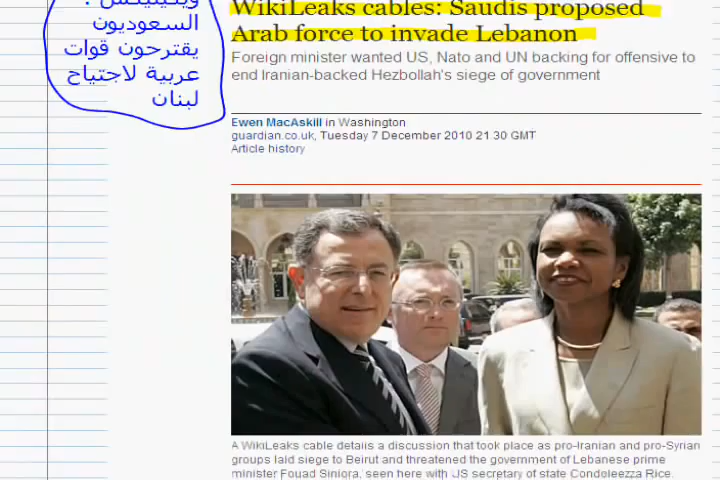 WikiLeaks cables: Saudis proposed
Arab force to invade Lebanon
Foreign minister wanted US, Nato and UN backing for offensive to
end Iranian-backed Hezbollah's siege of government
ويكيليكس :
السعوديون
يقترحون قوات
عربية لاجتياح
لبنان
Ewen MacAskill in Washington
guardian.co.uk, Tuesday 7 December 2010 21.30 GMT
Article history
A WikiLeaks cable details a discussion that took place as pro-Iranian and pro-Syrian
groups laid siege to Beirut and threatened the government of Lebanese prime
minister Fouad Siniora, seen here with US secretary of state Condoleezza Rice.